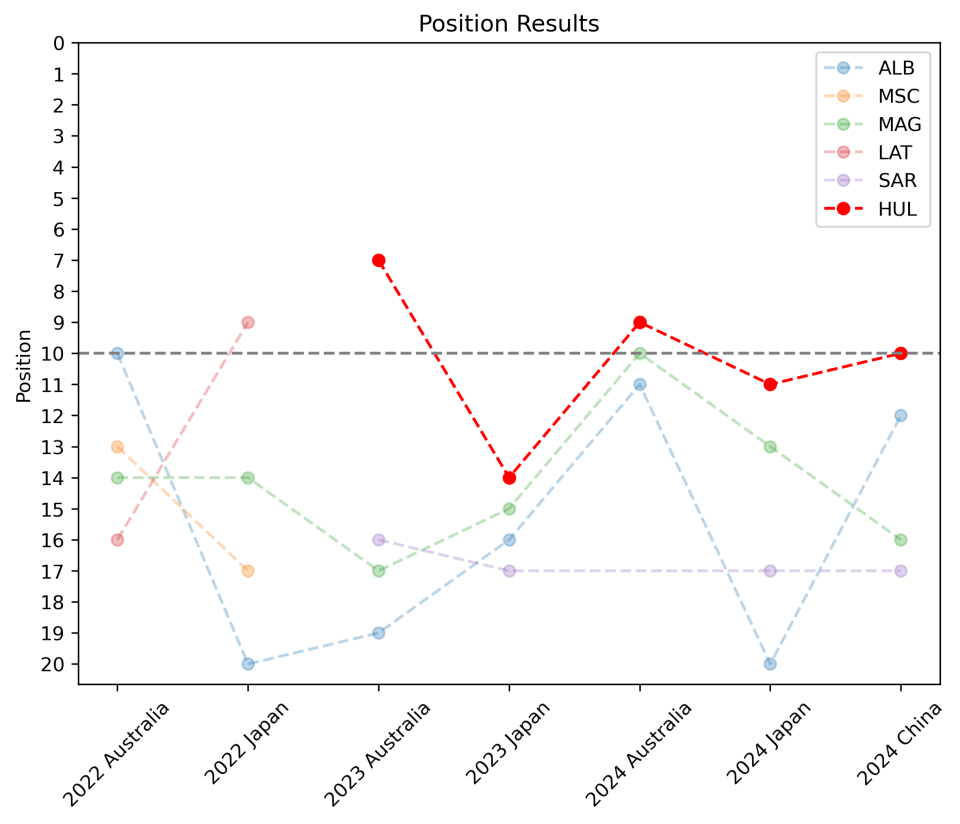 Position Results
Position
0
1
2
3
4
5
6
7
8
9
10
11
12
13
14
15
16
17
18
19
20
ALB
MSC
MAG
LAT
SAR
HUL
2022 Australia
2022 Japan
2023 Australia
2023 Japan
2024 Australia
2024 Japan
2024 China